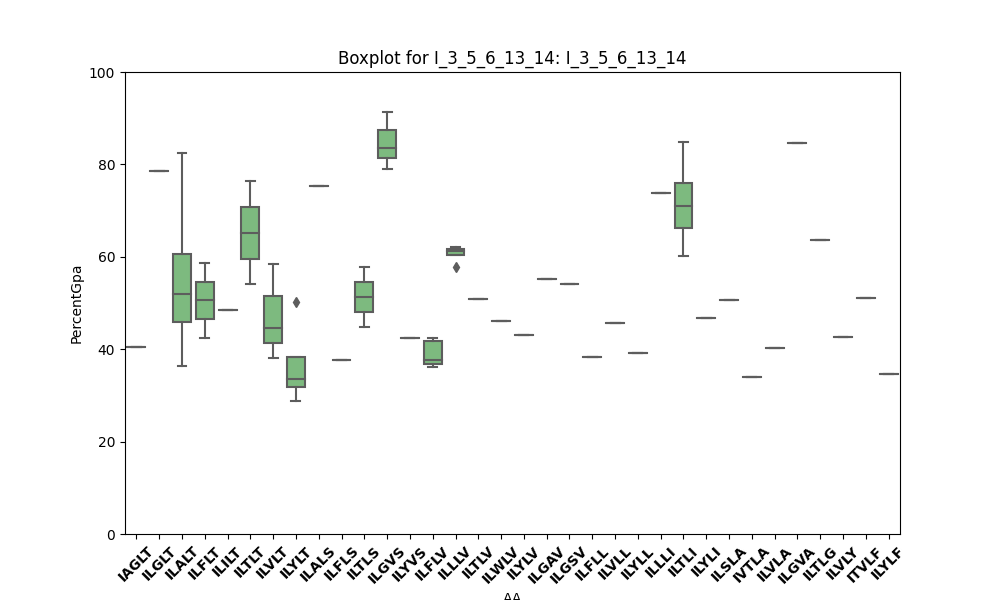 Boxplot for I_3_5_6_13_14: I_3_5_6_13_14
100
80
60
40
20
0
PercentGpa
IAGLT ILGLT ILALT ILFLT ILILT ILTLT ILVLT ILYLT ILALS ILFLS ILTLS ILGVS ILYVS ILFLV ILLLV ILTLV ILWLV ILYLV ILGAV ILGSV ILFLL ILVLL ILYLL ILLLI ILTLI ILYLI ILSLA IVTLA ILVLA ILGVA ILTLG ILVLY ITVLF ILYLF
AA